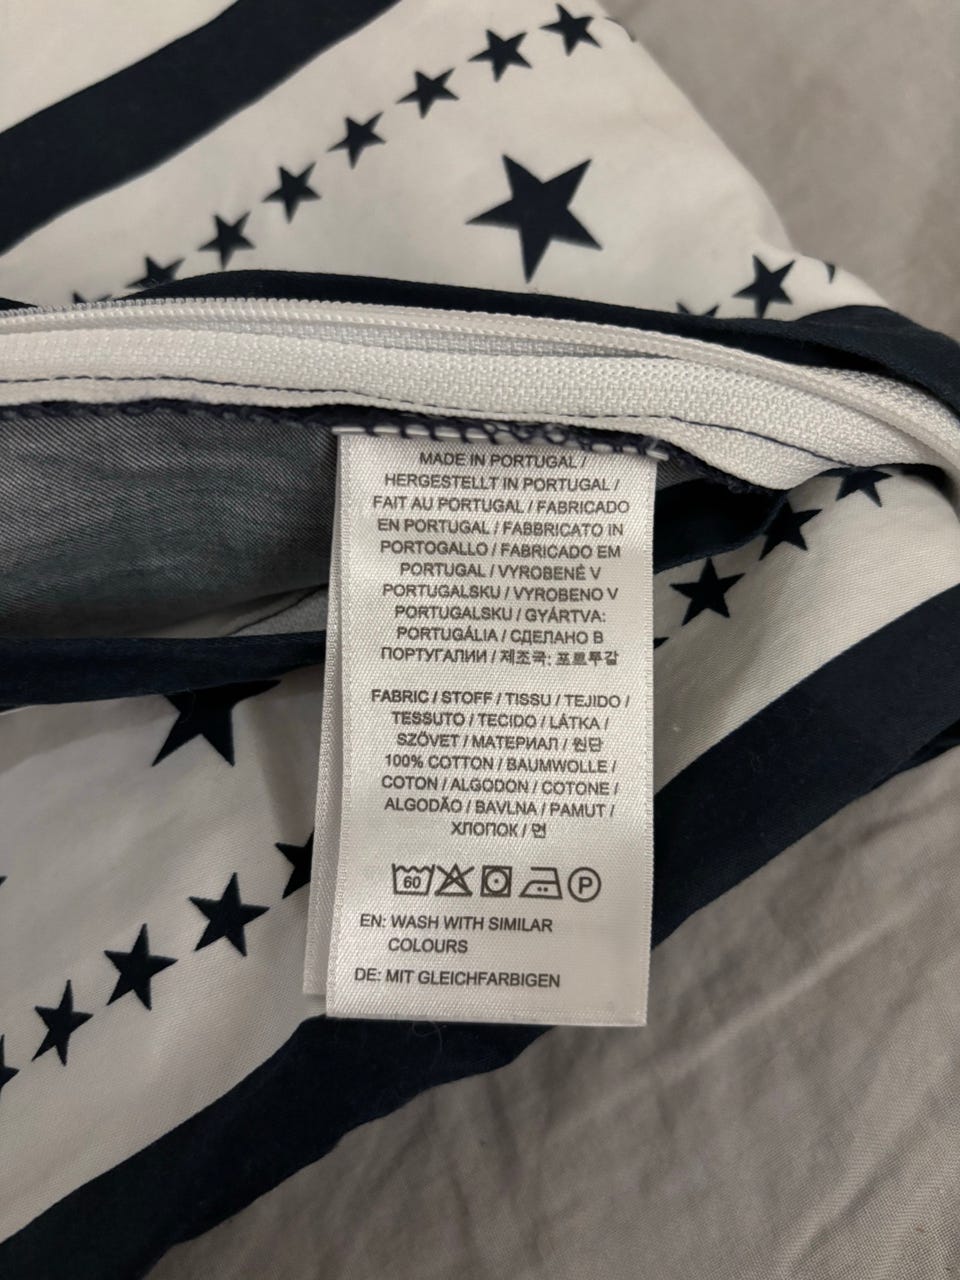 MADE IN PORTUGAL /
HERGESTELLT IN PORTUGAL /
FAIT AU PORTUGAL / FABRICADO
EN PORTUGAL / FABBRICATO IN
PORTOGALLO / FABRICADO EM
PORTUGAL / VYROBENÉ V
PORTUGALSKU / VYROBENO V
PORTUGALSKU / GYÁRTVA:
PORTUGÁLIA / СДЕЛАНО В
ПОРТУГАЛИИ / 제조국: 포르투갈
FABRIC / STOFF / TISSU / TEJIDO /
TESSUTO / TECIDO / LÁTKA /
SZÖVET / МАТЕРИАЛ / 원단
100% COTTON / BAUMWOLLE /
COTON / ALGODON / COTONE /
ALGODÃO / BAVLNA / PAMUT /
ХЛОПОК / 면
60 P
EN: WASH WITH SIMILAR
COLOURS
DE: MIT GLEICHFARBIGEN